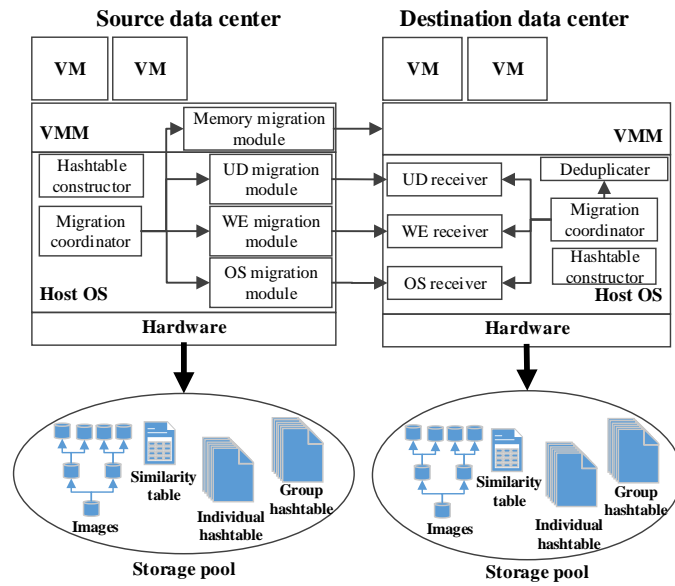 Source data center
Destination data center
VM
VM
VM
VM
Memory migration
module
VMM
VMM
Hashtable
constructor
UD migration
module
UD receiver
Deduplicater
Migration
coordinator
WE migration
module
WE receiver
Migration
coordinator
OS migration
module
OS receiver
Hashtable
constructor
Host OS
Host OS
Hardware
Hardware
Similarity
table
Images
Individual
hashtable
Group
hashtable
Storage pool
Similarity
table
Images
Individual
hashtable
Group
hashtable
Storage pool